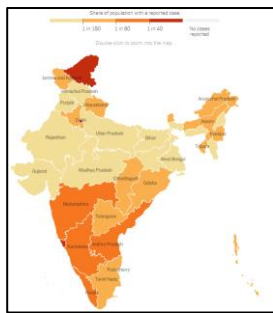 Share of population with a reported case
1 in 160 1 in 80 1 in 40 No cases
reported
Double-click to zoom into the map.
Jammu and Kashmir
Himachal Pradesh
Punjab
Uttarakhand
Delhi
Arunachal Pradesh
Rajasthan
Uttar Pradesh
Bihar
Assam
Tripura
Gujarat
Madhya Pradesh
West Bengal
Chhattisgarh
Odisha
Maharashtra
Telangana
Karnataka
Andhra Pradesh
Puducherry
Tamil Nadu
Kerala